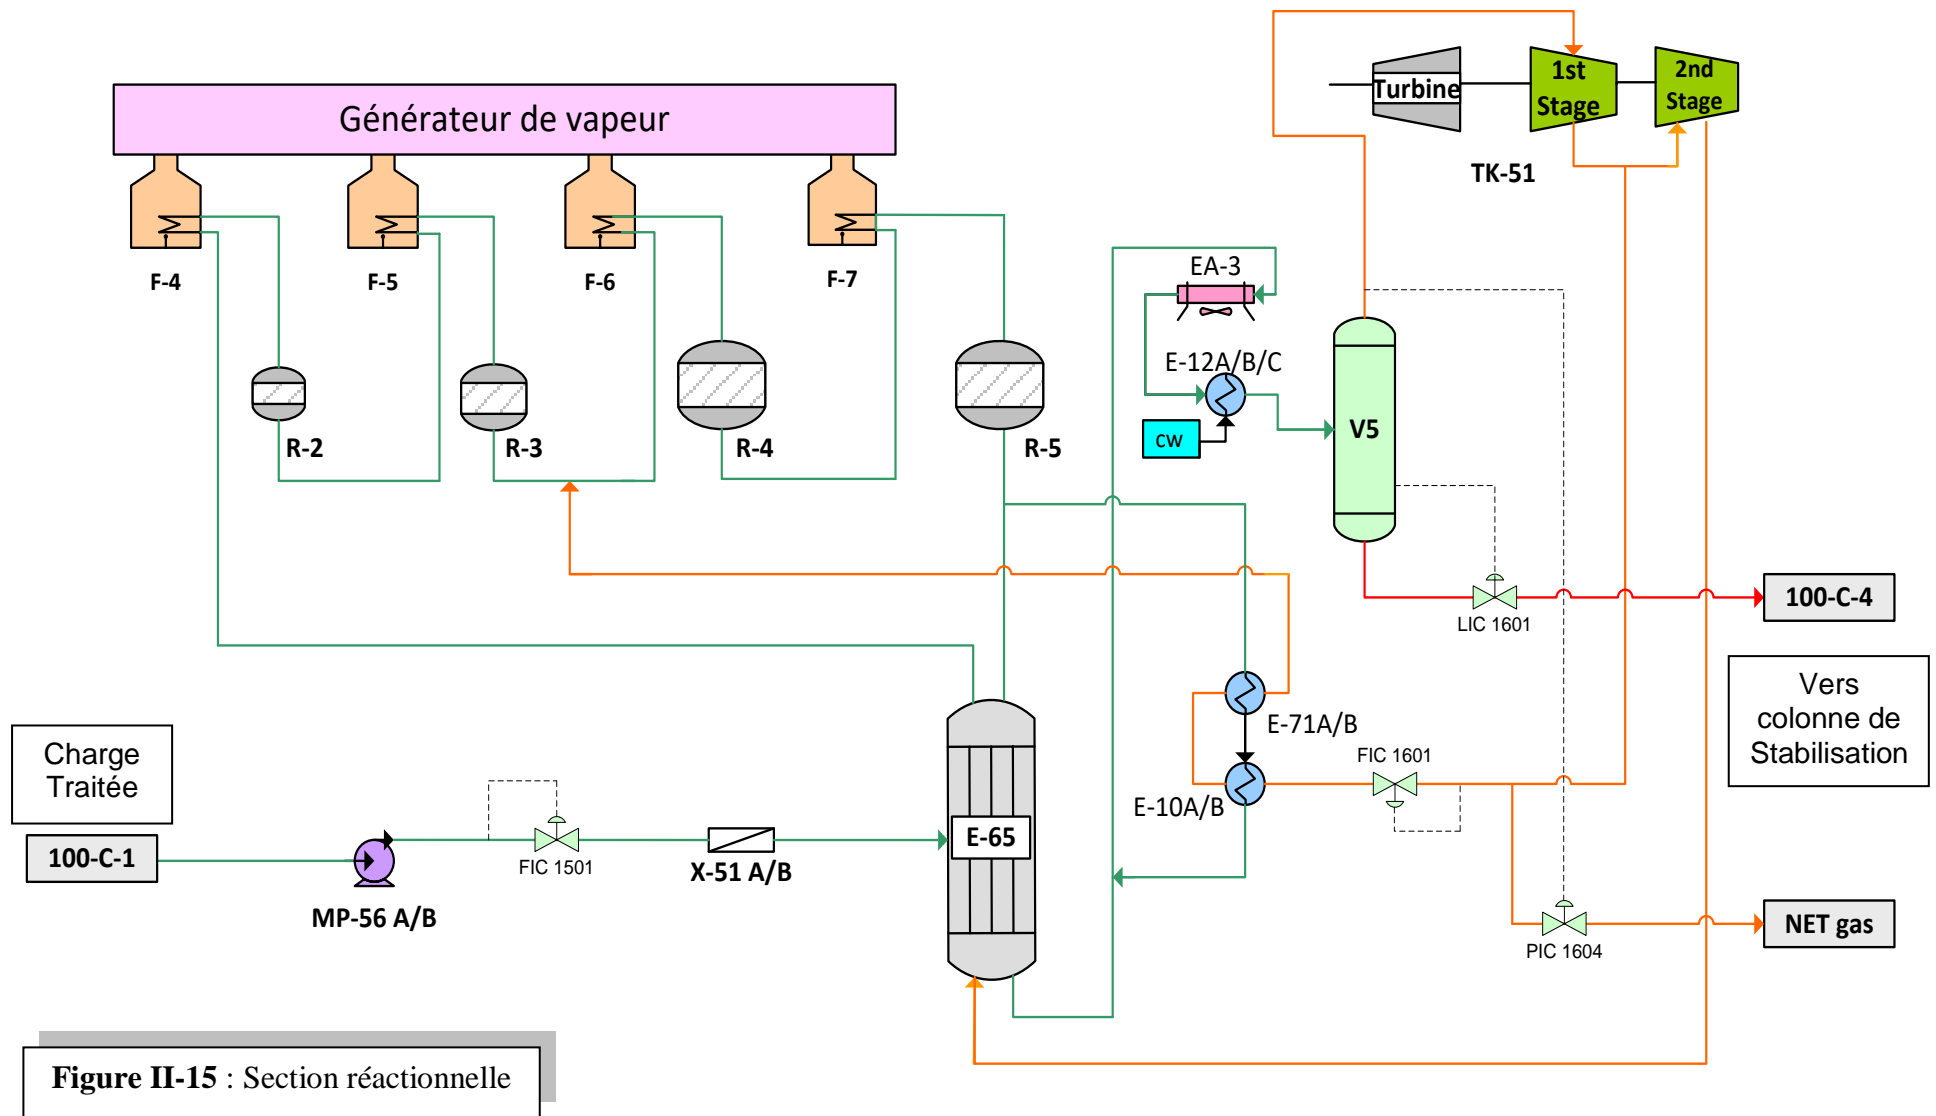 1st
Stage
2nd
Stage
Turbine
TK-51
Générateur de vapeur
F-4
F-5
F-6
F-7
EA-3
E-12A/B/C
CW
V5
R-2
R-3
R-4
R-5
100-C-4
LIC 1601
Vers
colonne de
Stabilisation
E-71A/B
FIC 1601
E-10A/B
Charge
Traitée
100-C-1
MP-56 A/B
FIC 1501
X-51 A/B
E-65
NET gas
PIC 1604
Figure II-15 : Section réactionnelle